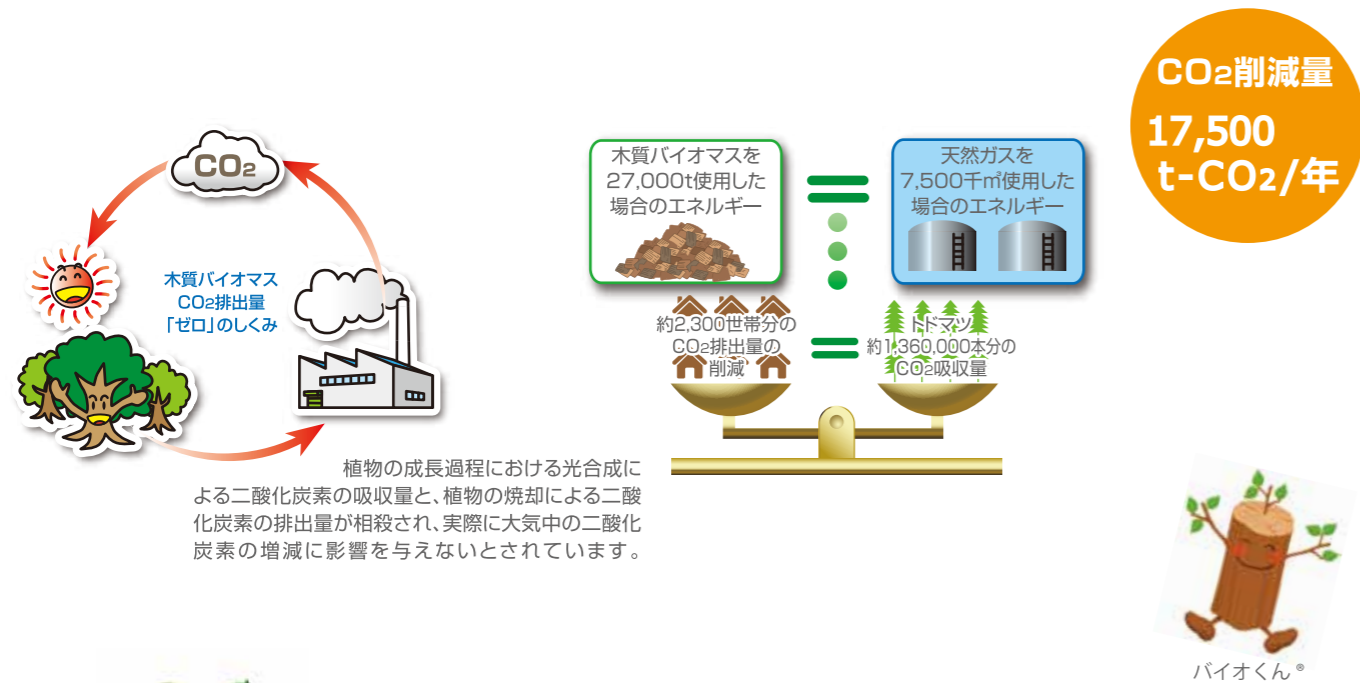 CO2削減量
17,500
t-CO2/年
CO2
木質バイオマス
CO2排出量
「ゼロ」のしくみ
植物の成長過程における光合成に
よる二酸化炭素の吸収量と、植物の焼却による二酸
化炭素の排出量が相殺され、実際に大気中の二酸化
炭素の増減に影響を与えないとされています。
木質バイオマスを
27,000t使用した
場合のエネルギー
天然ガスを
7,500千㎥使用した
場合のエネルギー
約2,300世帯分の
CO2排出量の
削減
トドマツ
約1,360,000本分の
CO2吸収量
バイオくん®